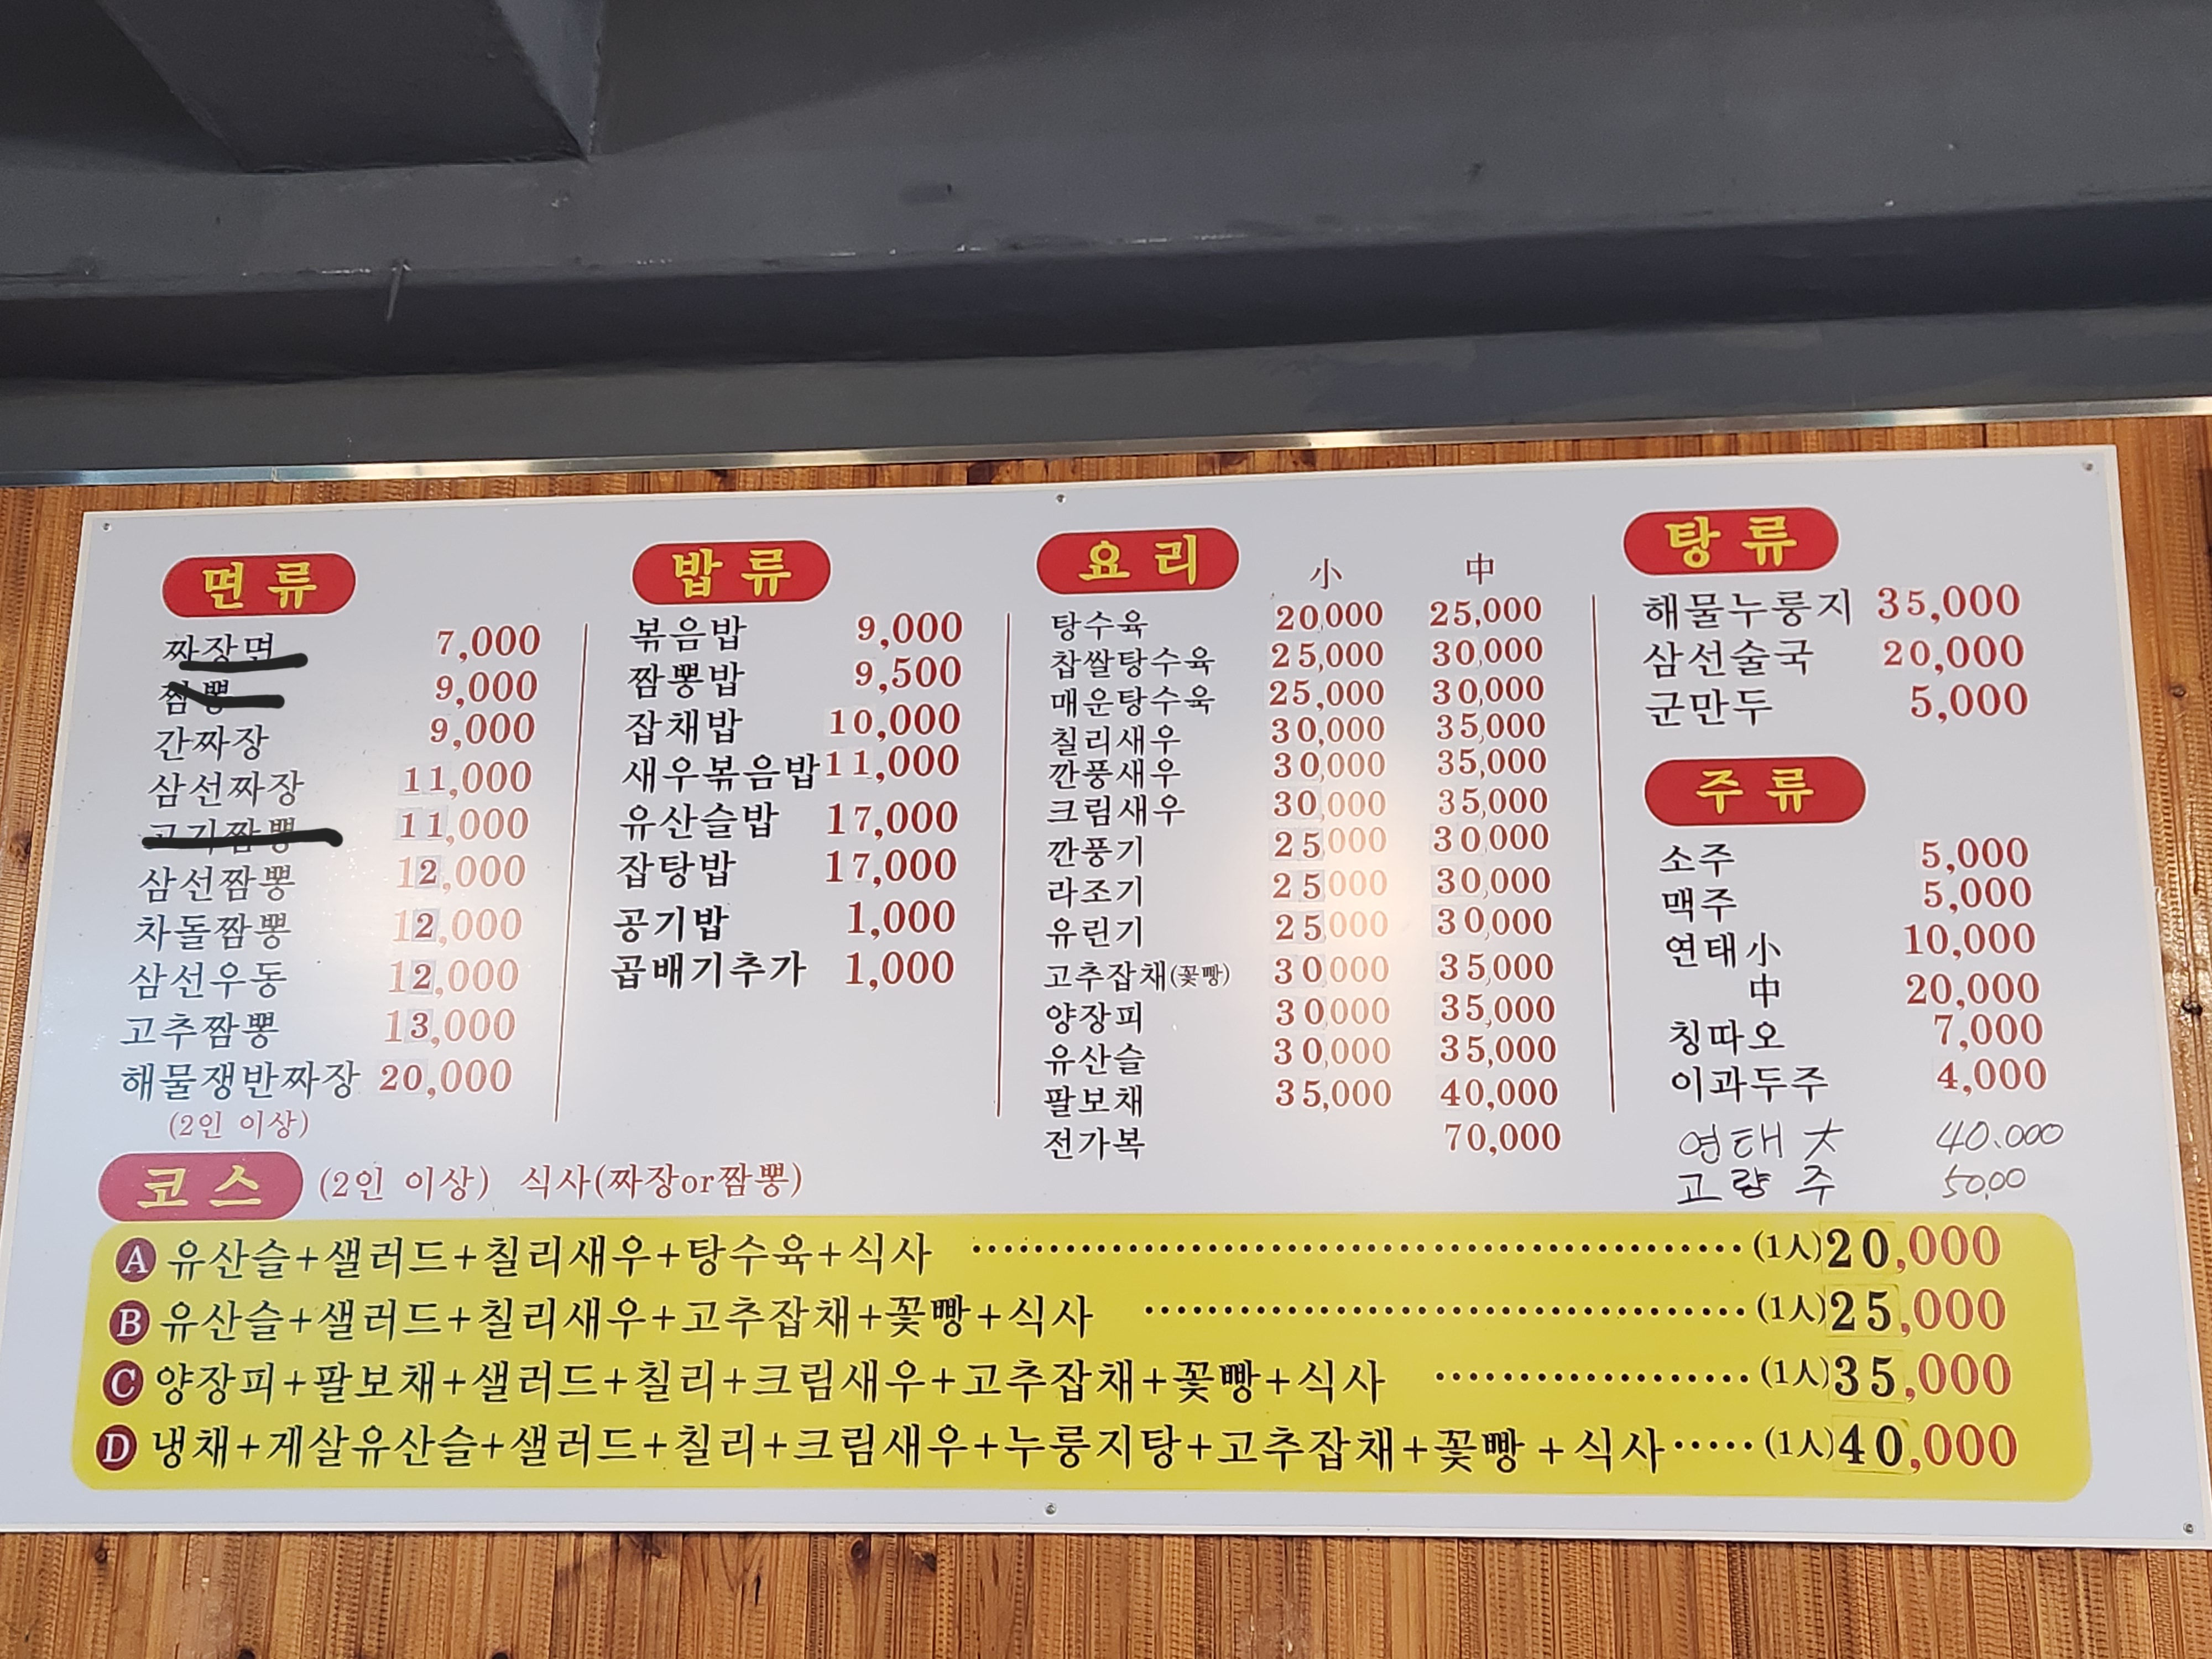 면류
짜장면 7,000
짬뽕 9,000
간짜장 9,000
삼선짜장 11,000
고기짬뽕 11,000
삼선짬뽕 12,000
차돌짬뽕 12,000
삼선우동 12,000
고추짬뽕 13,000
해물쟁반짜장 20,000
(2인 이상)
밥류
볶음밥 9,000
짬뽕밥 9,500
잡채밥 10,000
새우볶음밥 11,000
유산슬밥 17,000
잡탕밥 17,000
공기밥 1,000
곱배기추가 1,000
요리 小 中
탕수육 20,000 25,000
찹쌀탕수육 25,000 30,000
매운탕수육 25,000 30,000
칠리새우 30,000 35,000
깐풍새우 30,000 35,000
크림새우 30,000 35,000
깐풍기 25,000 30,000
라조기 25,000 30,000
유린기 25,000 30,000
고추잡채(꽃빵) 30,000 35,000
양장피 30,000 35,000
유산슬 30,000 35,000
팔보채 35,000 40,000
전가복 70,000
탕류
해물누룽지 35,000
삼선술국 20,000
군만두 5,000
주류
소주 5,000
맥주 5,000
연태小 10,000
中 20,000
칭따오 7,000
이과두주 4,000
연태 大 40.000
고량주 50,00
코스 (2인 이상) 식사(짜장or짬뽕)
A 유산슬+샐러드+칠리새우+탕수육+식사 (1人)20,000
B 유산슬+샐러드+칠리새우+고추잡채+꽃빵+식사 (1人)25,000
C 양장피+팔보채+샐러드+칠리+크림새우+고추잡채+꽃빵+식사 (1人)35,000
D 냉채+게살유산슬+샐러드+칠리+크림새우+누룽지탕+고추잡채+꽃빵+식사 (1人)40,000